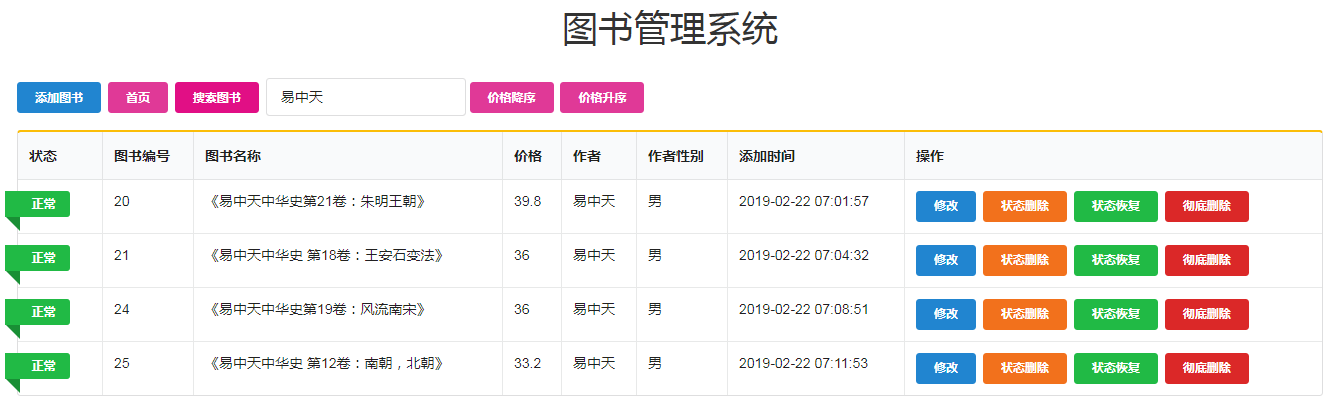 图书管理系统
添加图书 首页 搜索图书 易中天 价格降序 价格升序
状态 图书编号 图书名称 价格 作者 作者性别 添加时间 操作
正常 20 《易中天中华史第21卷：朱明王朝》 39.8 易中天 男 2019-02-22 07:01:57 修改 状态删除 状态恢复 彻底删除
正常 21 《易中天中华史 第18卷：王安石变法》 36 易中天 男 2019-02-22 07:04:32 修改 状态删除 状态恢复 彻底删除
正常 24 《易中天中华史第19卷：风流南宋》 36 易中天 男 2019-02-22 07:08:51 修改 状态删除 状态恢复 彻底删除
正常 25 《易中天中华史 第12卷：南朝，北朝》 33.2 易中天 男 2019-02-22 07:11:53 修改 状态删除 状态恢复 彻底删除